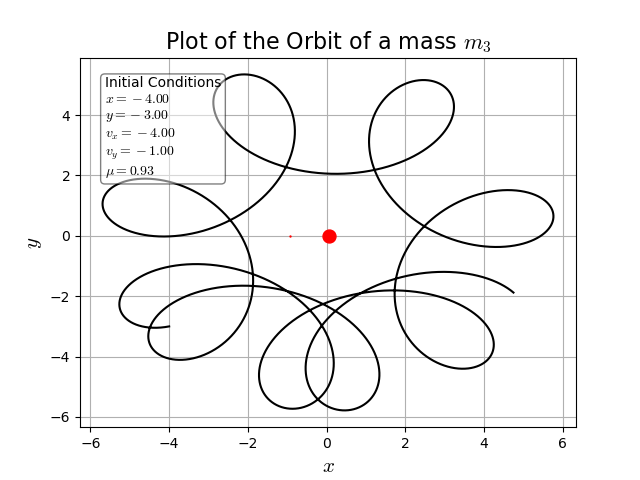 Plot of the Orbit of a mass m₃
Initial Conditions
x = −4.00
y = −3.00
vₓ = −4.00
v_y = −1.00
μ = 0.93
4
2
0
−2
−4
−6
y
−6 −4 −2 0 2 4 6
x